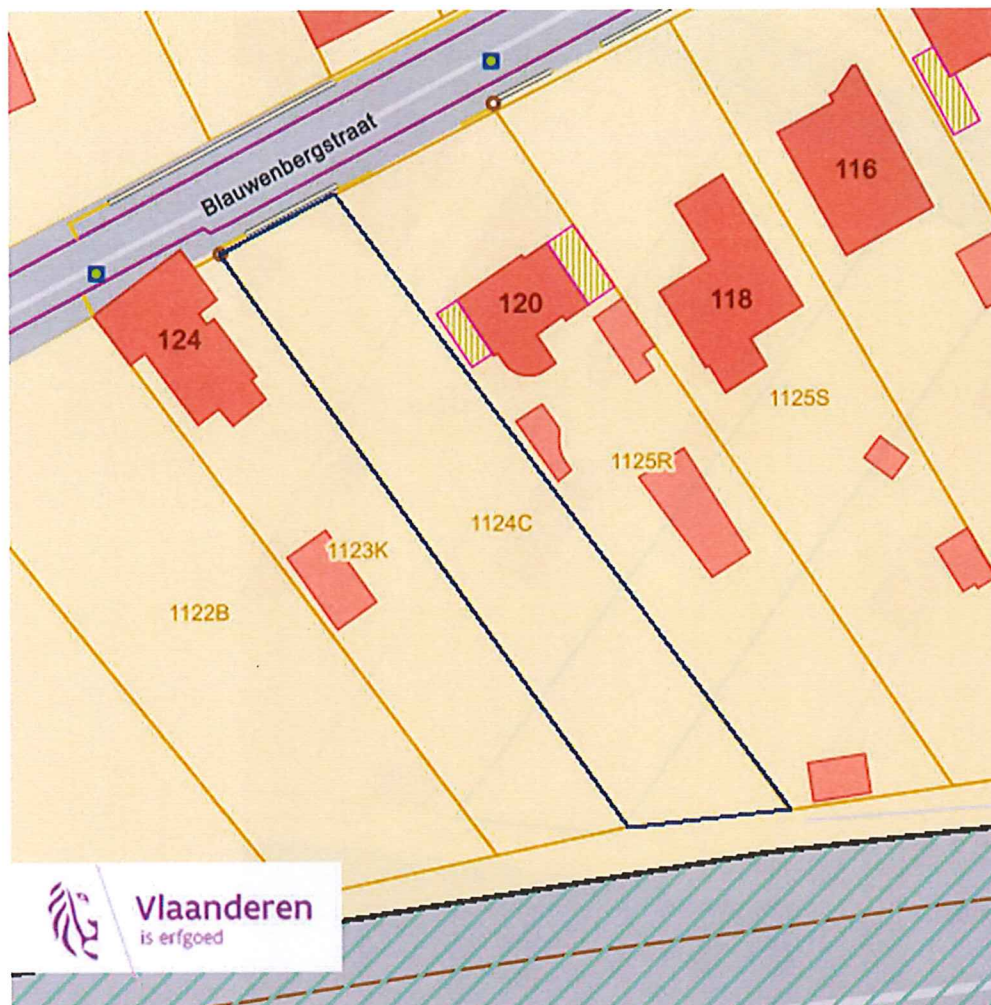 Blauwenbergstraat
116
120
118
124
1125S
1125R
1124C
1123K
1122B
Vlaanderen
is erfgoed